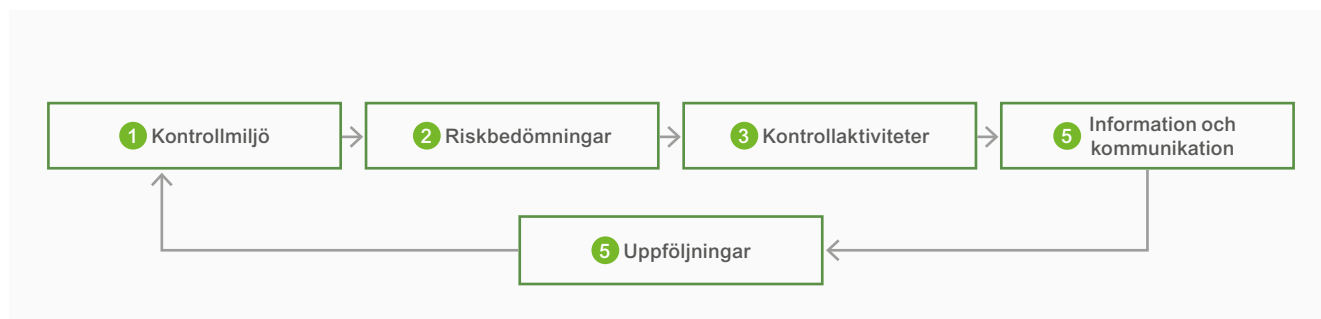 1 Kontrollmiljö
2 Riskbedömningar
3 Kontrollaktiviteter
5 Information och
kommunikation
5 Uppföljningar